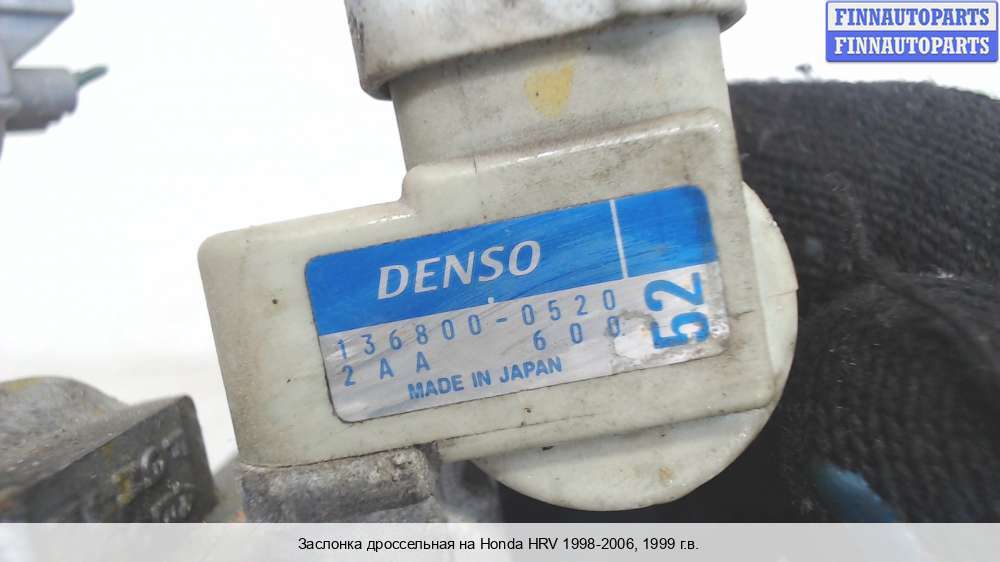 FINNAUTOPARTS
FINNAUTOPARTS
DENSO
136800-0520
2AA 600
52
MADE IN JAPAN
Заслонка дроссельная на Honda HRV 1998-2006, 1999 г.в.